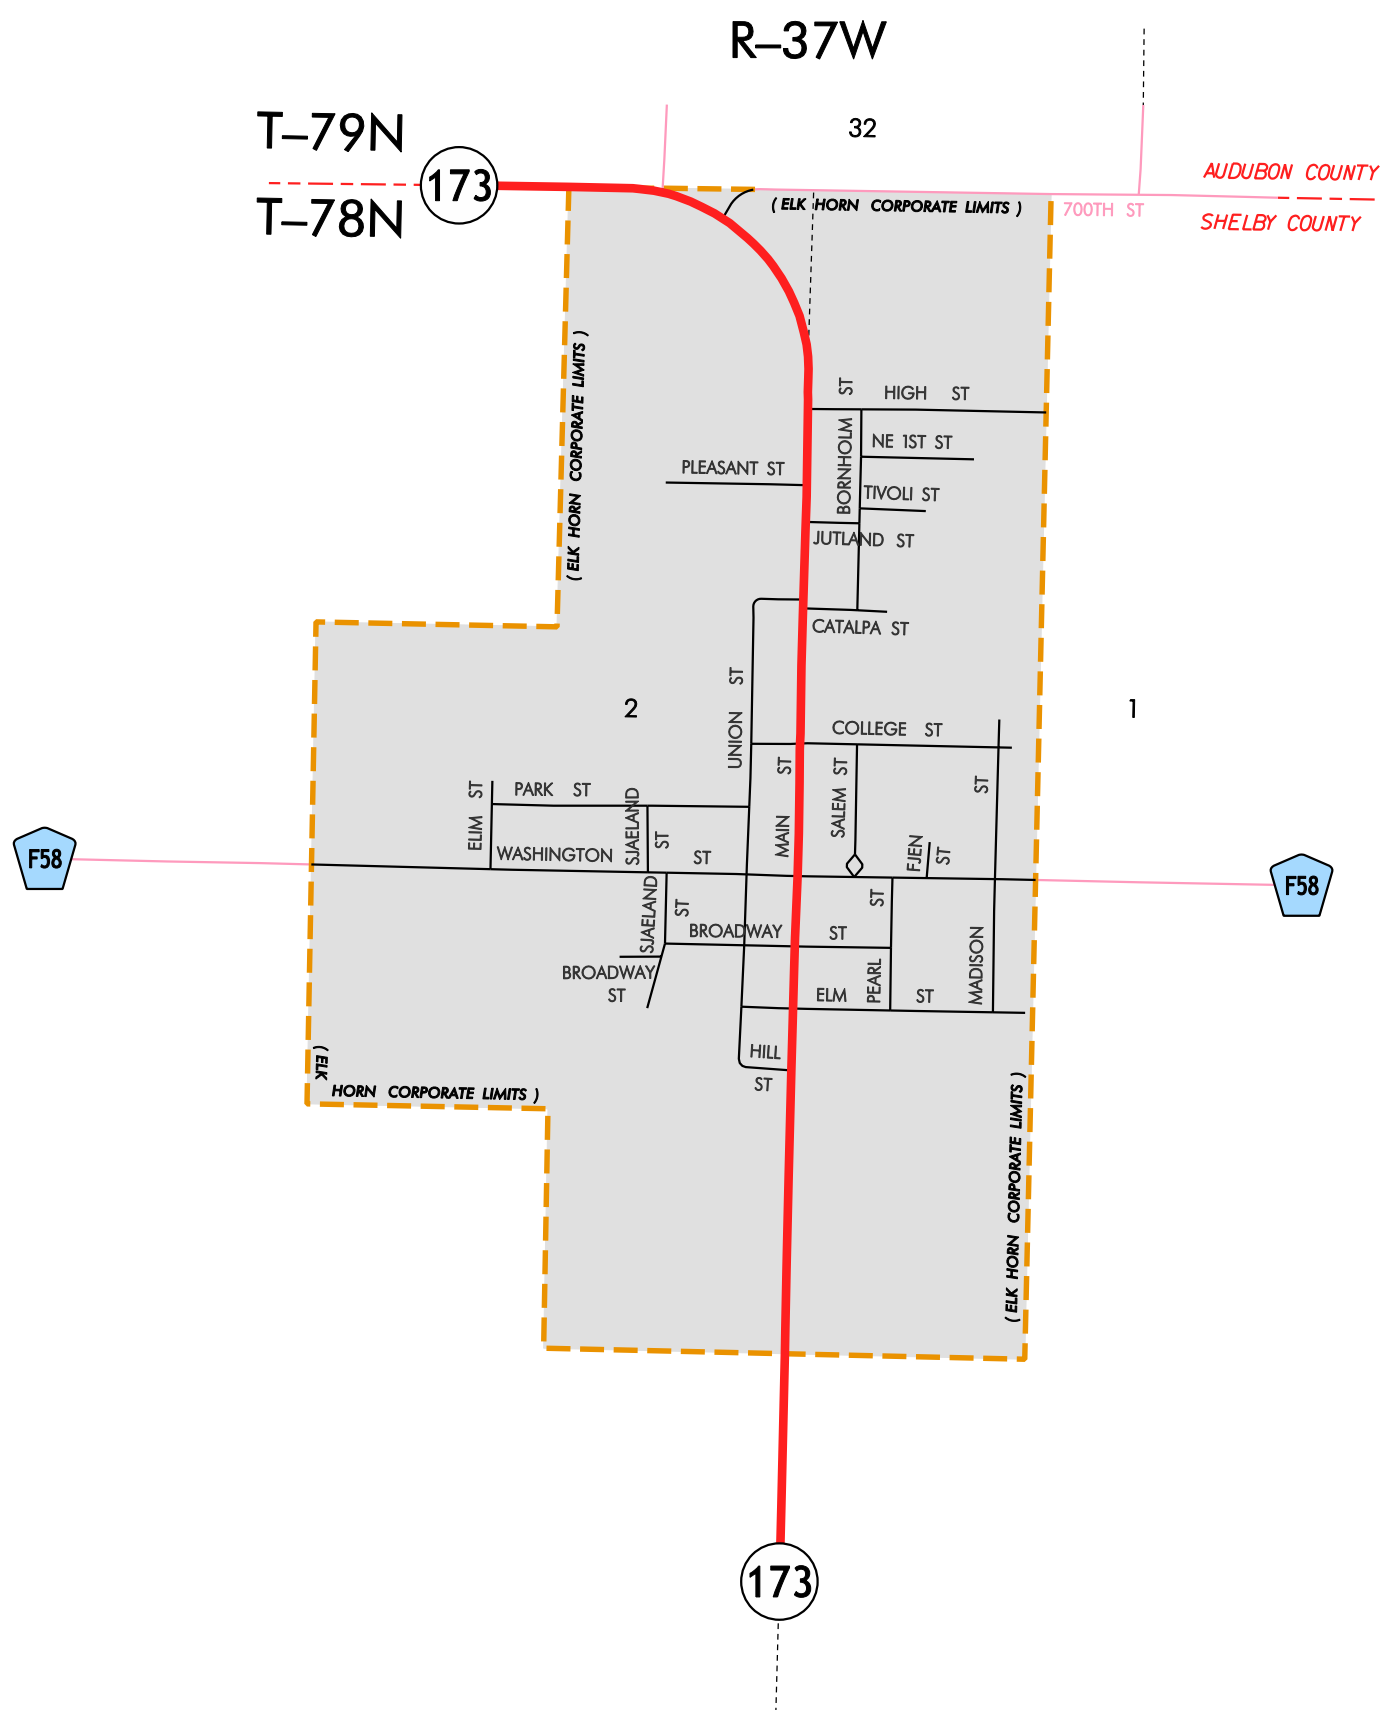 R–37W
T–79N
32
173
AUDUBON COUNTY
T–78N
( ELK HORN CORPORATE LIMITS )
700TH ST
SHELBY COUNTY
( ELK HORN CORPORATE LIMITS )
HIGH ST
BORNHOLM ST
NE 1ST ST
PLEASANT ST
TIVOLI ST
JUTLAND ST
CATALPA ST
UNION ST
2
1
COLLEGE ST
MAIN ST
SALEM ST
MADISON ST
ELIM ST
PARK ST
SJAELAND ST
WASHINGTON ST
FJEN ST
F58
F58
SJAELAND ST
PEARL ST
BROADWAY ST
BROADWAY
ST
ELM ST
HILL
ST
( ELK
HORN CORPORATE LIMITS )
( ELK HORN CORPORATE LIMITS )
173